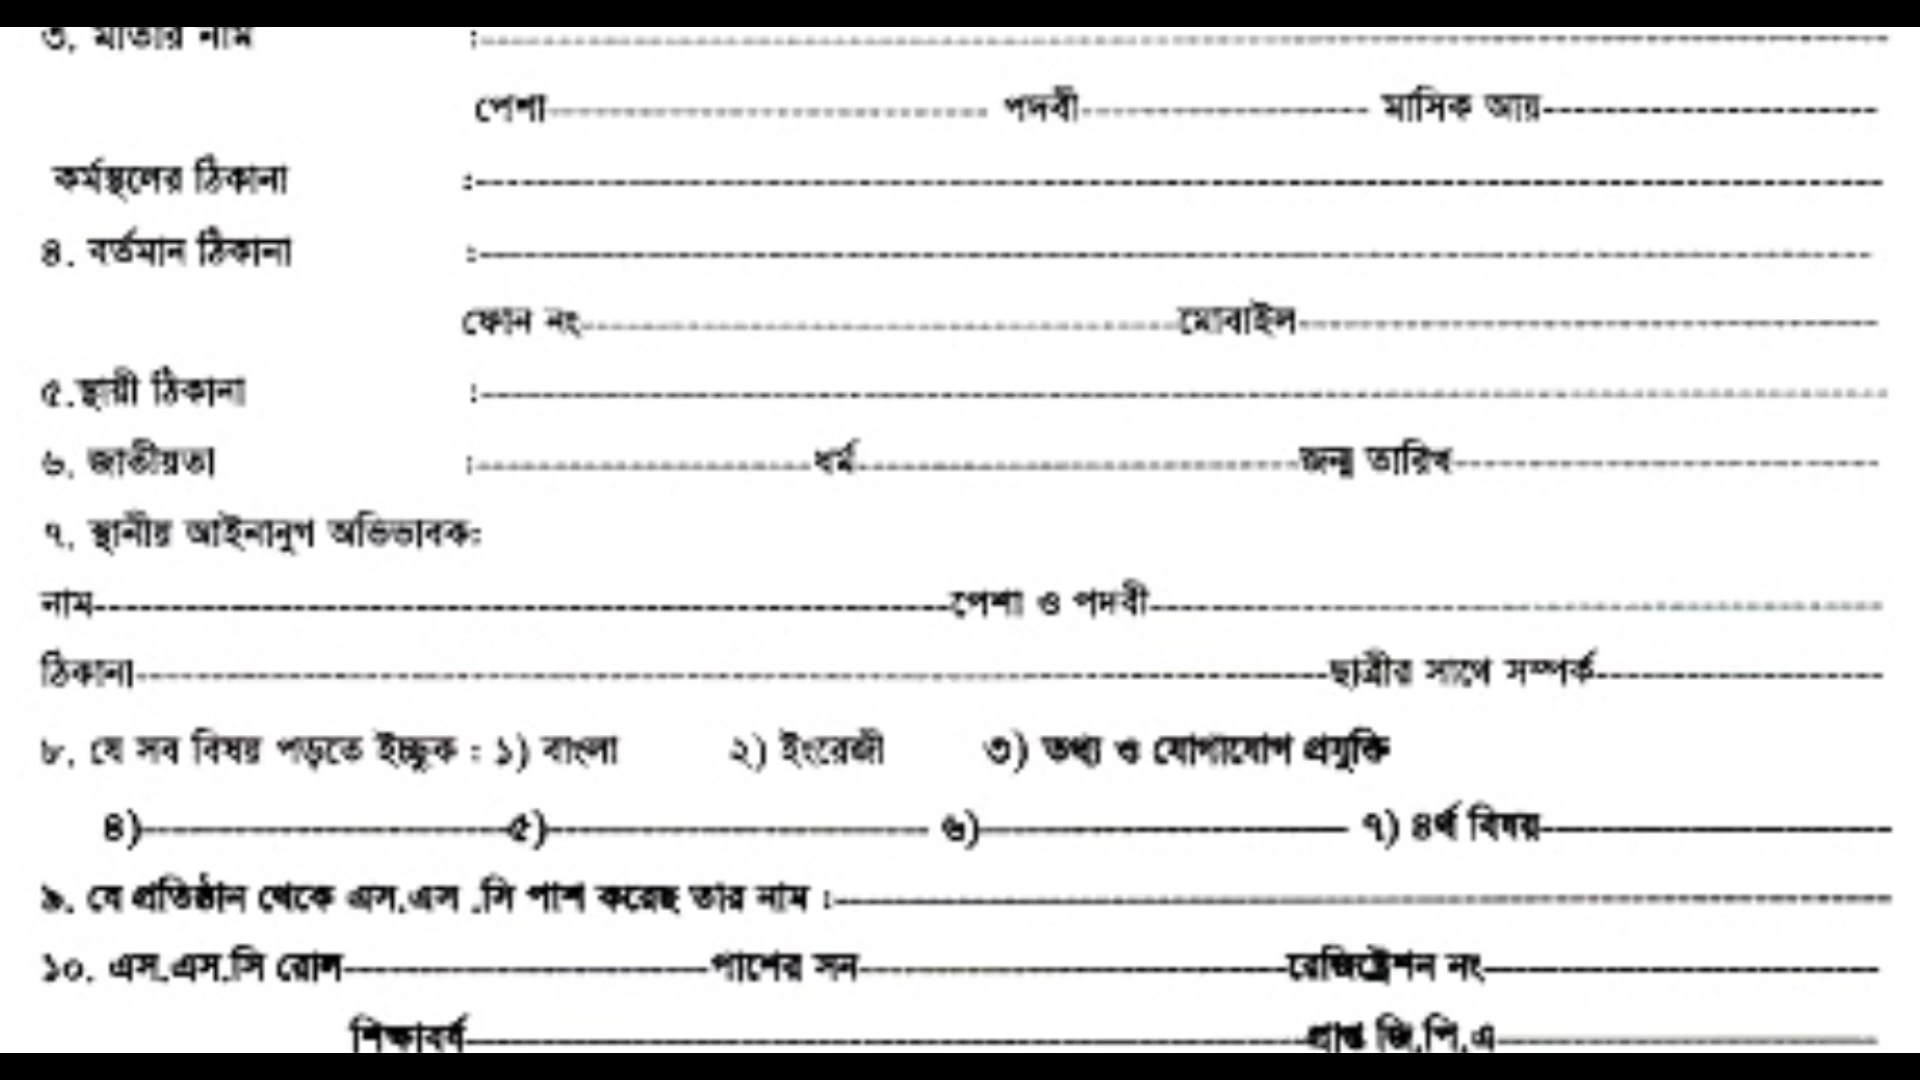 ৩. মাতার নাম :
পেশা পদবী মাসিক আয়
কর্মস্থলের ঠিকানা :
৪. বর্তমান ঠিকানা :
ফোন নং মোবাইল
৫.স্থায়ী ঠিকানা :
৬. জাতীয়তা : ধর্ম জন্ম তারিখ
৭. স্থানীয় আইনানুগ অভিভাবক:
নাম পেশা ও পদবী
ঠিকানা ছাত্রীর সাথে সম্পর্ক
৮. যে সব বিষয় পড়তে ইচ্ছুক : ১) বাংলা ২) ইংরেজী ৩) তথ্য ও যোগাযোগ প্রযুক্তি
৪) ৫) ৬) ৭) ৪র্থ বিষয়
৯. যে প্রতিষ্ঠান থেকে এস.এস .সি পাশ করেছ তার নাম :
১০. এস.এস.সি রোল পাশের সন রেজিষ্ট্রেশন নং
শিক্ষাবর্ষ প্রাপ্ত জি.পি.এ